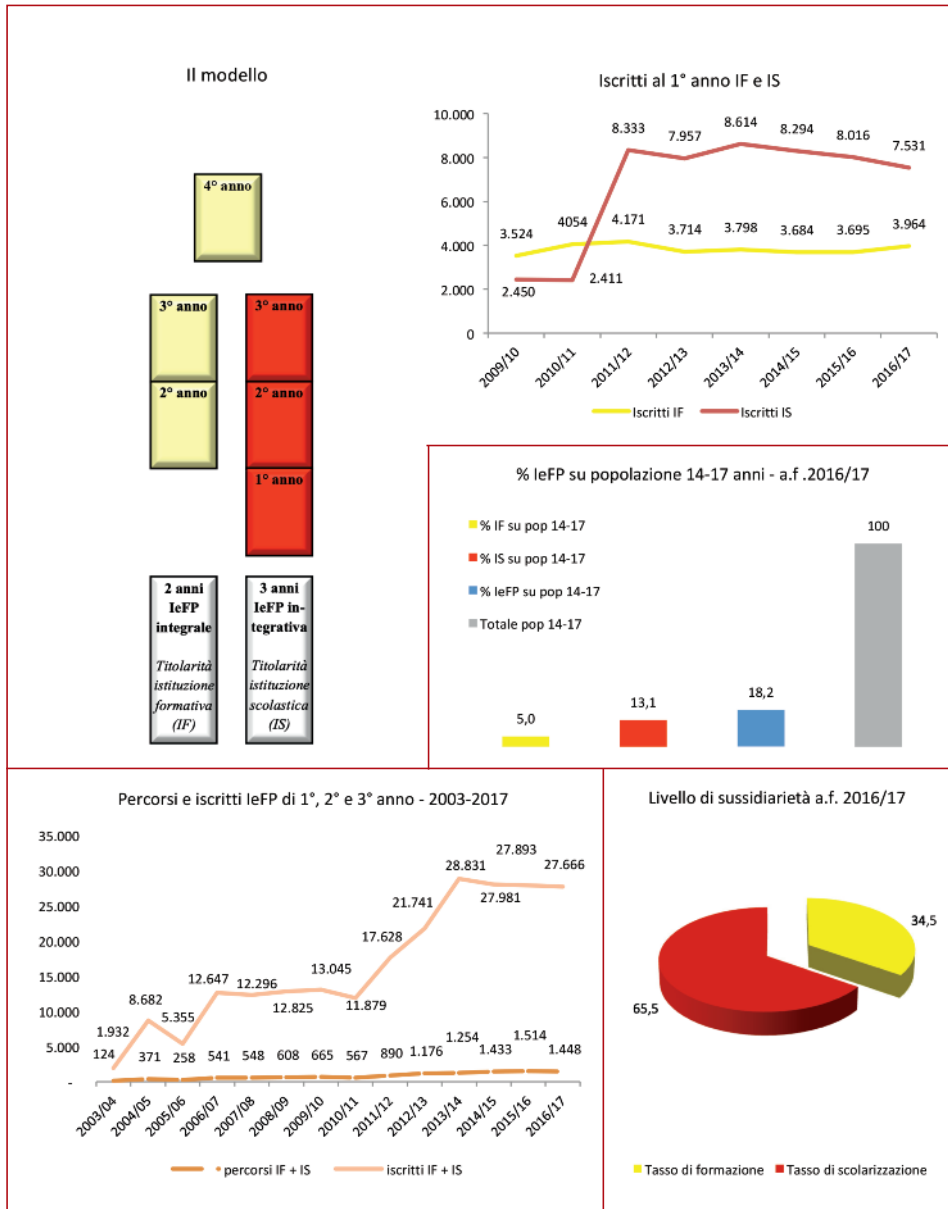 Il modello
4° anno
3° anno
3° anno
2° anno
2° anno
1° anno
2 anni
IeFP
integrale
Titolarità
istituzione
formativa
(IF)
3 anni
IeFP in-
tegrativa
Titolarità
istituzione
scolastica
(IS)
Iscritti al 1° anno IF e IS
10.000
8.000
6.000
4.000
2.000
0
8.333
7.957
8.614
8.294
8.016
7.531
3.524
4054
4.171
3.714
3.798
3.684
3.695
3.964
2.450
2.411
2009/10
2010/11
2011/12
2012/13
2013/14
2014/15
2015/16
2016/17
Iscritti IF
Iscritti IS
% IeFP su popolazione 14-17 anni - a.f .2016/17
% IF su pop 14-17
% IS su pop 14-17
% IeFP su pop 14-17
Totale pop 14-17
5,0
13,1
18,2
100
Percorsi e iscritti IeFP di 1°, 2° e 3° anno - 2003-2017
35.000
30.000
25.000
20.000
15.000
10.000
5.000
-
1.932
8.682
5.355
12.647
12.296
12.825
13.045
11.879
17.628
21.741
28.831
27.981
27.893
27.666
124
371
258
541
548
608
665
567
890
1.176
1.254
1.433
1.514
1.448
2003/04
2004/05
2005/06
2006/07
2007/08
2008/09
2009/10
2010/11
2011/12
2012/13
2013/14
2014/15
2015/16
2016/17
percorsi IF + IS
iscritti IF + IS
Livello di sussidiarietà a.f. 2016/17
34,5
65,5
Tasso di formazione
Tasso di scolarizzazione